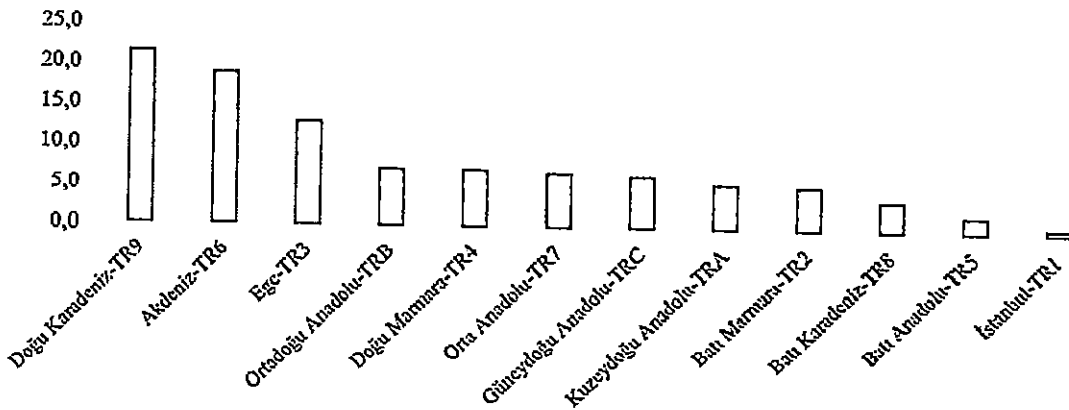 25,0
20,0
15,0
10,0
5,0
0,0
Doğu Karadeniz-TR9
Akdeniz-TR6
Ege-TR3
Ortadoğu Anadolu-TRB
Doğu Marmara-TR4
Orta Anadolu-TR7
Güneydoğu Anadolu-TRC
Kuzeydoğu Anadolu-TRA
Batı Marmara-TR2
Batı Karadeniz-TR8
Batı Anadolu-TR5
İstanbul-TR1